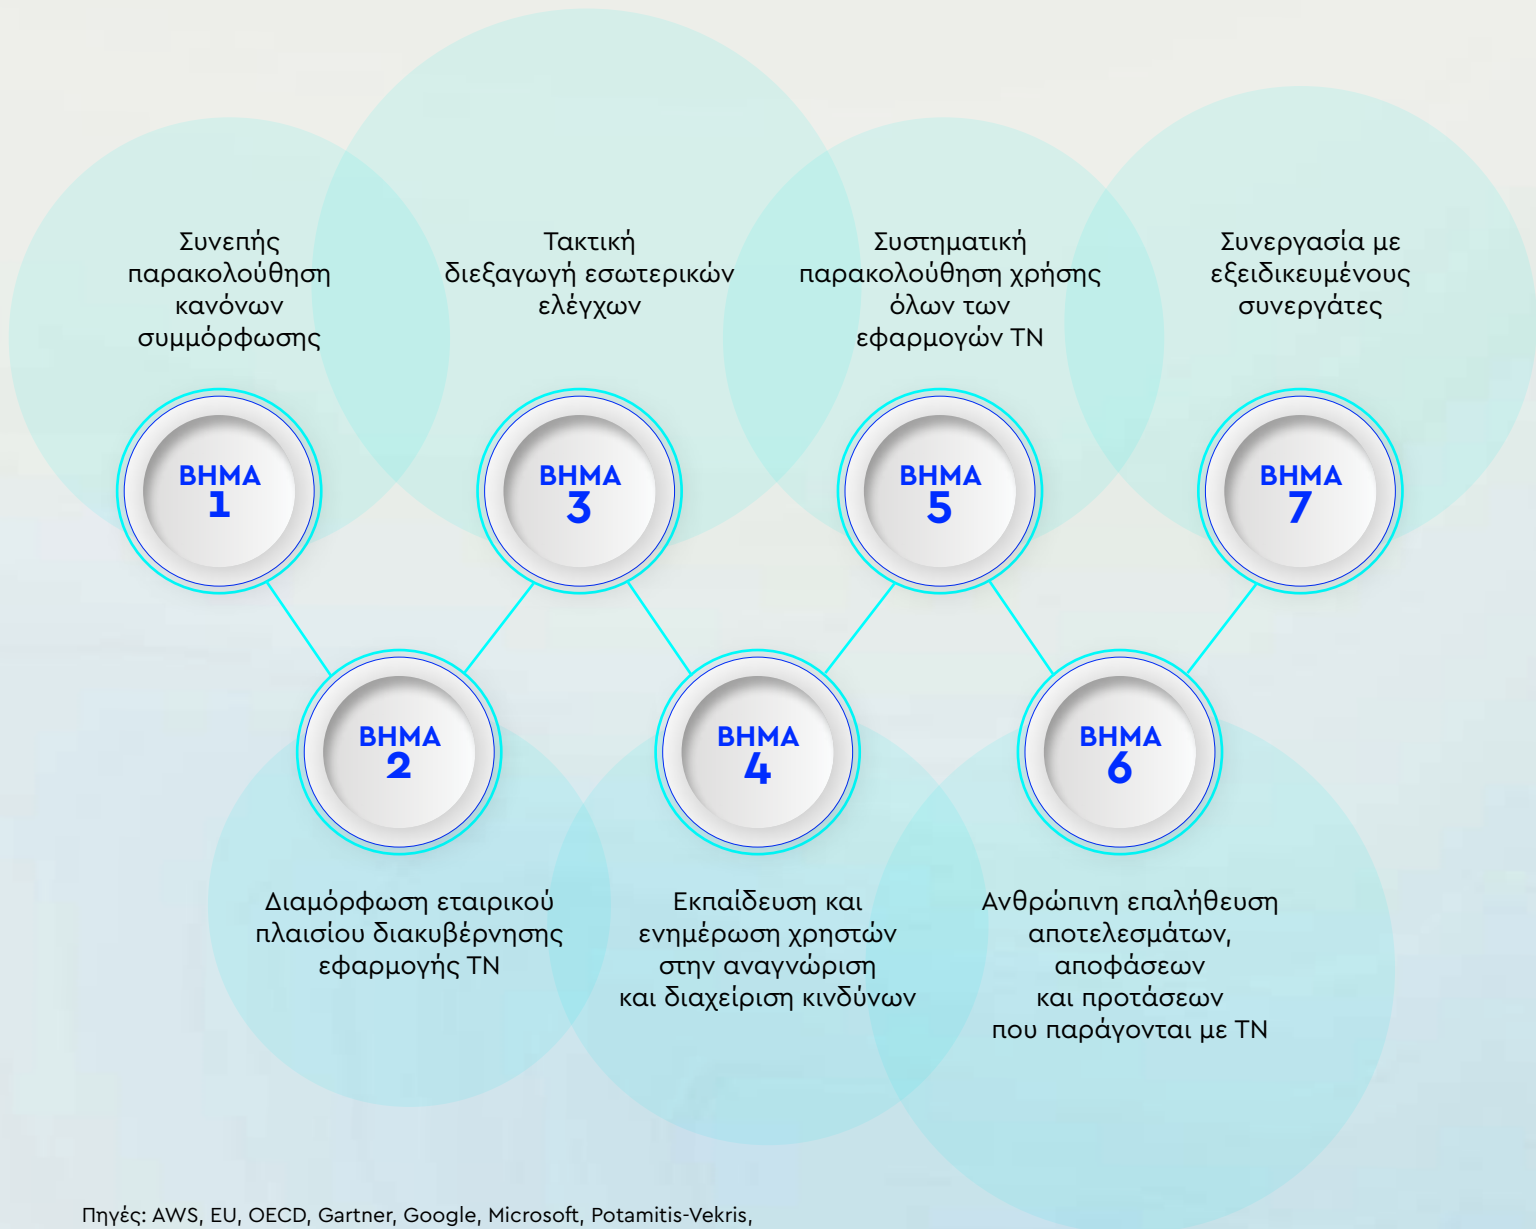 Συνεπής
παρακολούθηση
κανόνων
συμμόρφωσης
ΒΗΜΑ
1
Διαμόρφωση εταιρικού
πλαισίου διακυβέρνησης
εφαρμογής ΤΝ
ΒΗΜΑ
2
Τακτική
διεξαγωγή εσωτερικών
ελέγχων
ΒΗΜΑ
3
Εκπαίδευση και
ενημέρωση χρηστών
στην αναγνώριση
και διαχείριση κινδύνων
ΒΗΜΑ
4
Συστηματική
παρακολούθηση χρήσης
όλων των
εφαρμογών ΤΝ
ΒΗΜΑ
5
Ανθρώπινη επαλήθευση
αποτελεσμάτων,
αποφάσεων
και προτάσεων
που παράγονται με ΤΝ
ΒΗΜΑ
6
Συνεργασία με
εξειδικευμένους
συνεργάτες
ΒΗΜΑ
7
Πηγές: AWS, EU, OECD, Gartner, Google, Microsoft, Potamitis-Vekris,